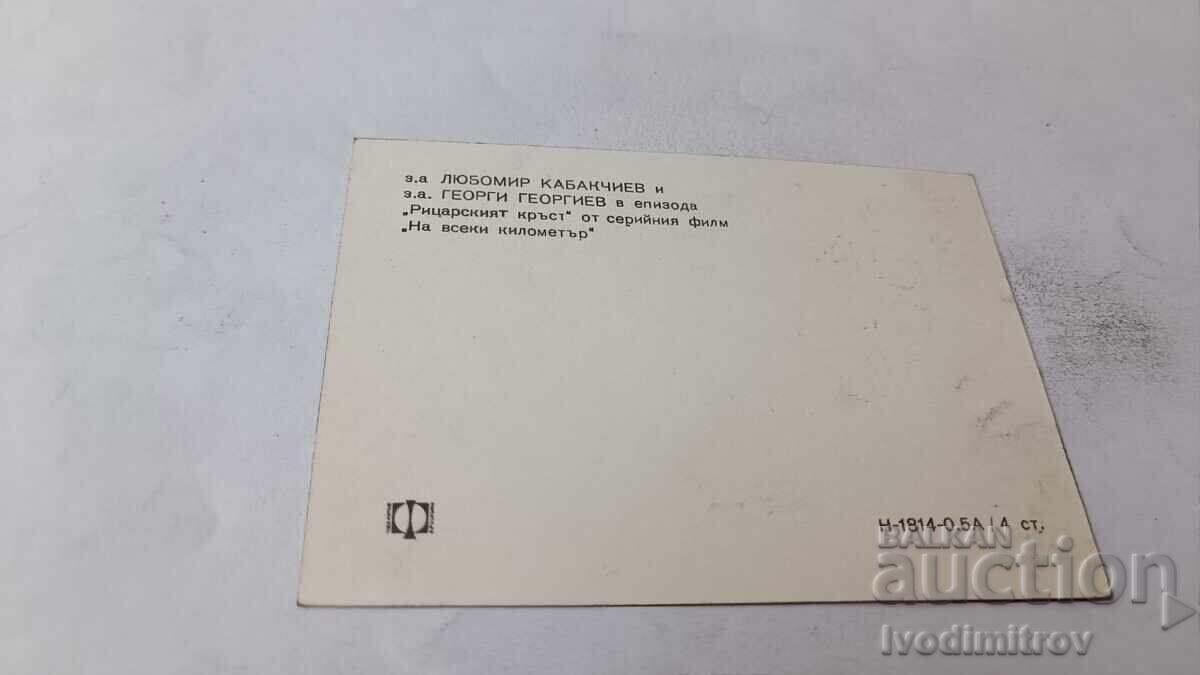 з.а ЛЮБОМИР КАБАКЧИЕВ и
з.а. ГЕОРГИ ГЕОРГИЕВ в епизода
„Рицарският кръст“ от серийния филм
„На всеки километър“
Н-1814-0,5А / 4 ст.
BALKAN
auction
Ivodimitrov